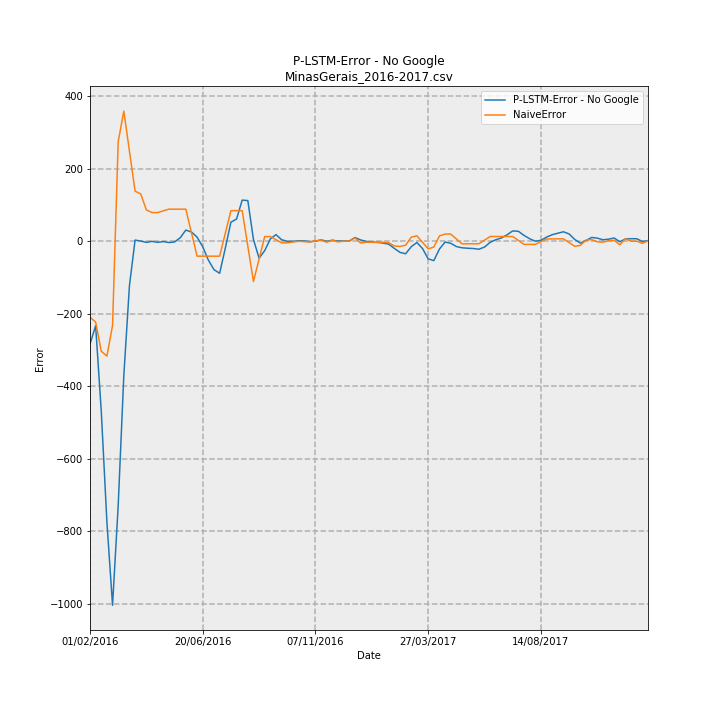 P-LSTM-Error - No Google
MinasGerais_2016-2017.csv
P-LSTM-Error - No Google
NaiveError
400
200
0
−200
−400
−600
−800
−1000
Error
01/02/2016
20/06/2016
07/11/2016
27/03/2017
14/08/2017
Date